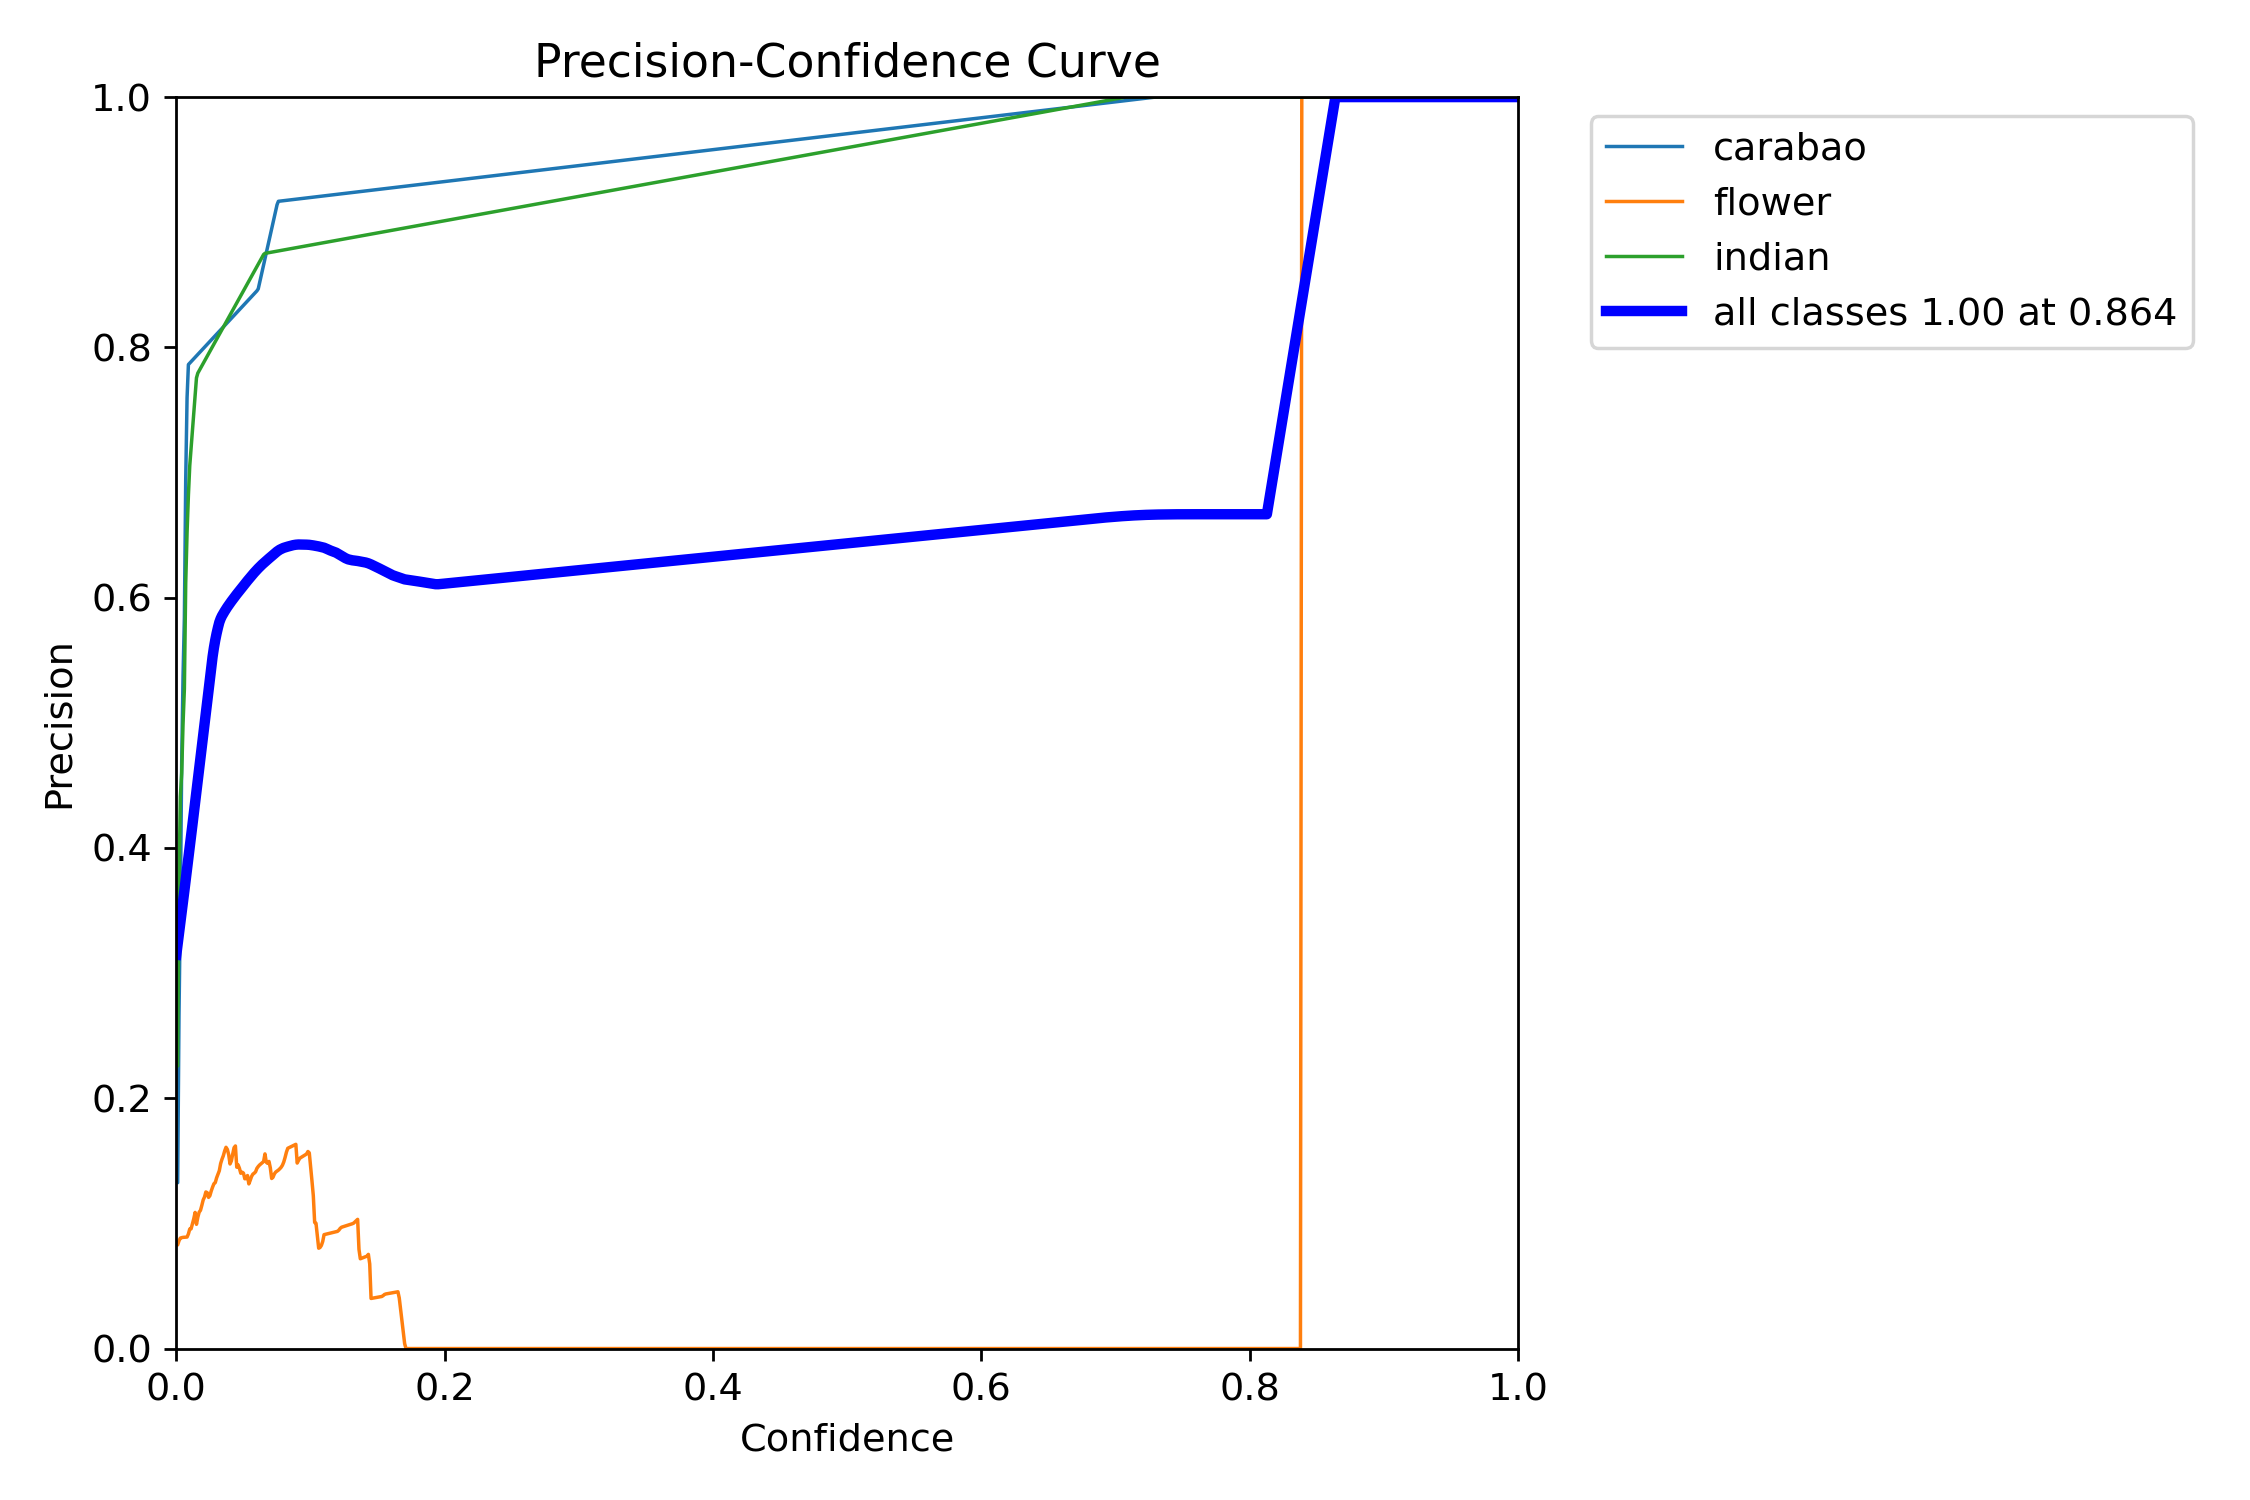 Precision-Confidence Curve
1.0
0.8
0.6
0.4
0.2
0.0
Precision
0.0 0.2 0.4 0.6 0.8 1.0
Confidence
carabao
flower
indian
all classes 1.00 at 0.864